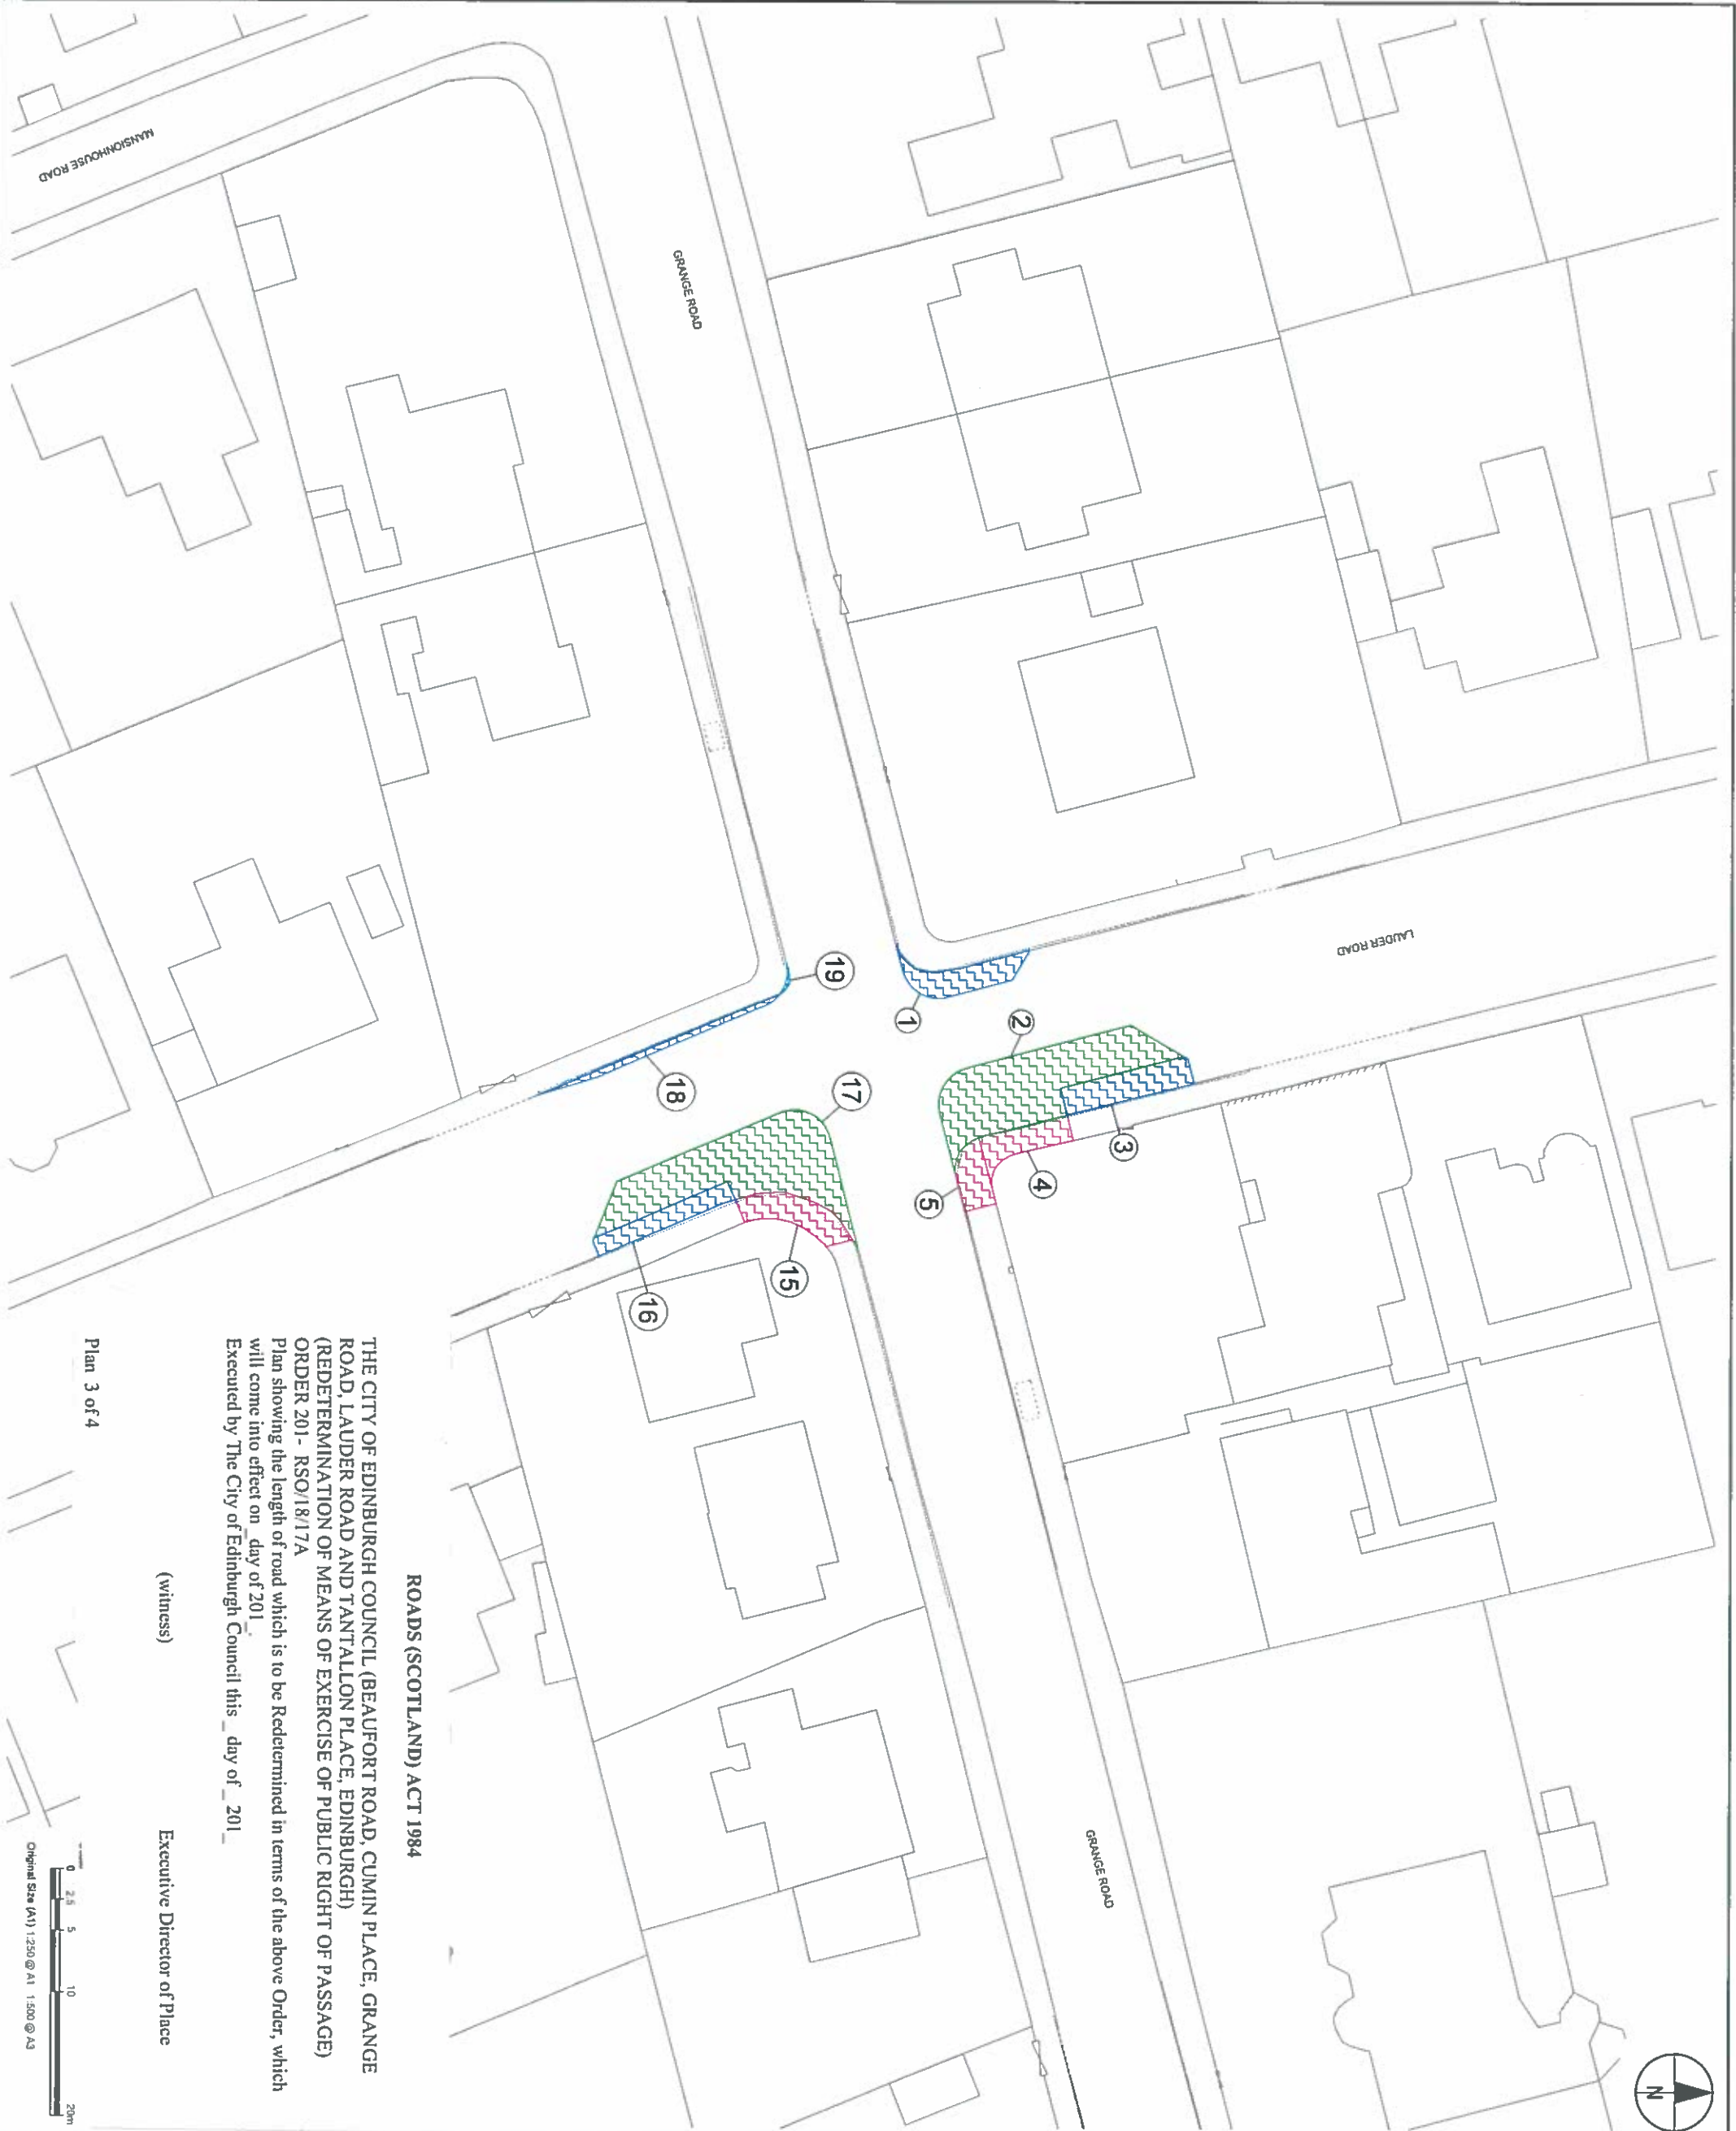 MANSIONHOUSE ROAD
GRANGE ROAD
LAUDER ROAD
GRANGE ROAD
N
19
1
2
18
17
3
4
5
15
16
ROADS (SCOTLAND) ACT 1984
THE CITY OF EDINBURGH COUNCIL (BEAUFORT ROAD, CUMIN PLACE, GRANGE
ROAD, LAUDER ROAD AND TANTALLON PLACE, EDINBURGH)
(REDETERMINATION OF MEANS OF EXERCISE OF PUBLIC RIGHT OF PASSAGE)
ORDER 201- RSO/18/17A
Plan showing the length of road which is to be Redetermined in terms of the above Order, which
will come into effect on _ day of 201_.
Executed by The City of Edinburgh Council this _ day of _ 201_
(witness)
Executive Director of Place
Plan 3 of 4
0 2.5 5 10 20m
Original Size (A1) 1:250 @ A1 1:500 @ A3